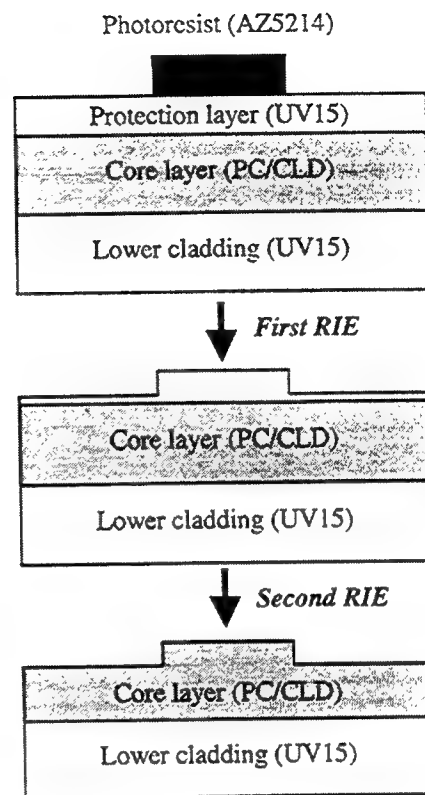 Photoresist (AZ5214)
Protection layer (UV15)
Core layer (PC/CLD)
Lower cladding (UV15)
First RIE
Core layer (PC/CLD)
Lower cladding (UV15)
Second RIE
Core layer (PC/CLD)
Lower cladding (UV15)